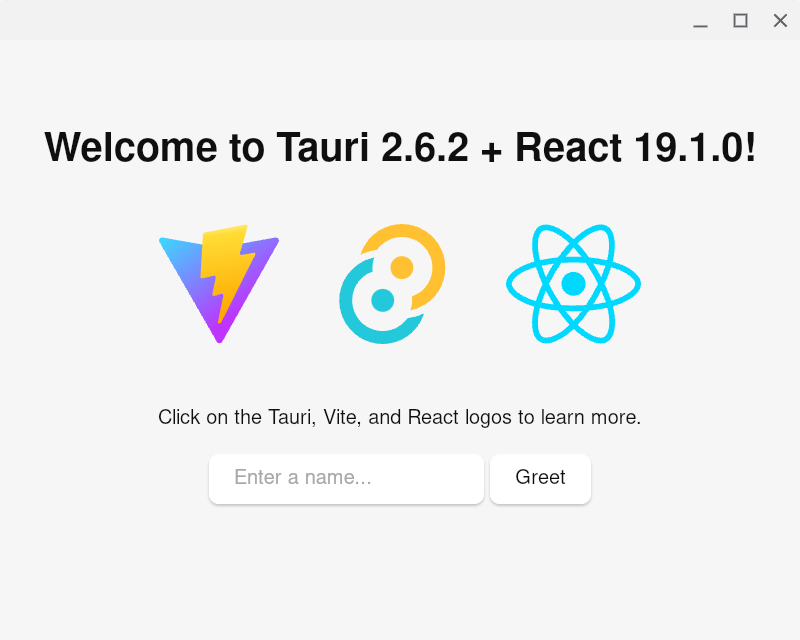 Welcome to Tauri 2.6.2 + React 19.1.0!
Click on the Tauri, Vite, and React logos to learn more.
Enter a name...
Greet